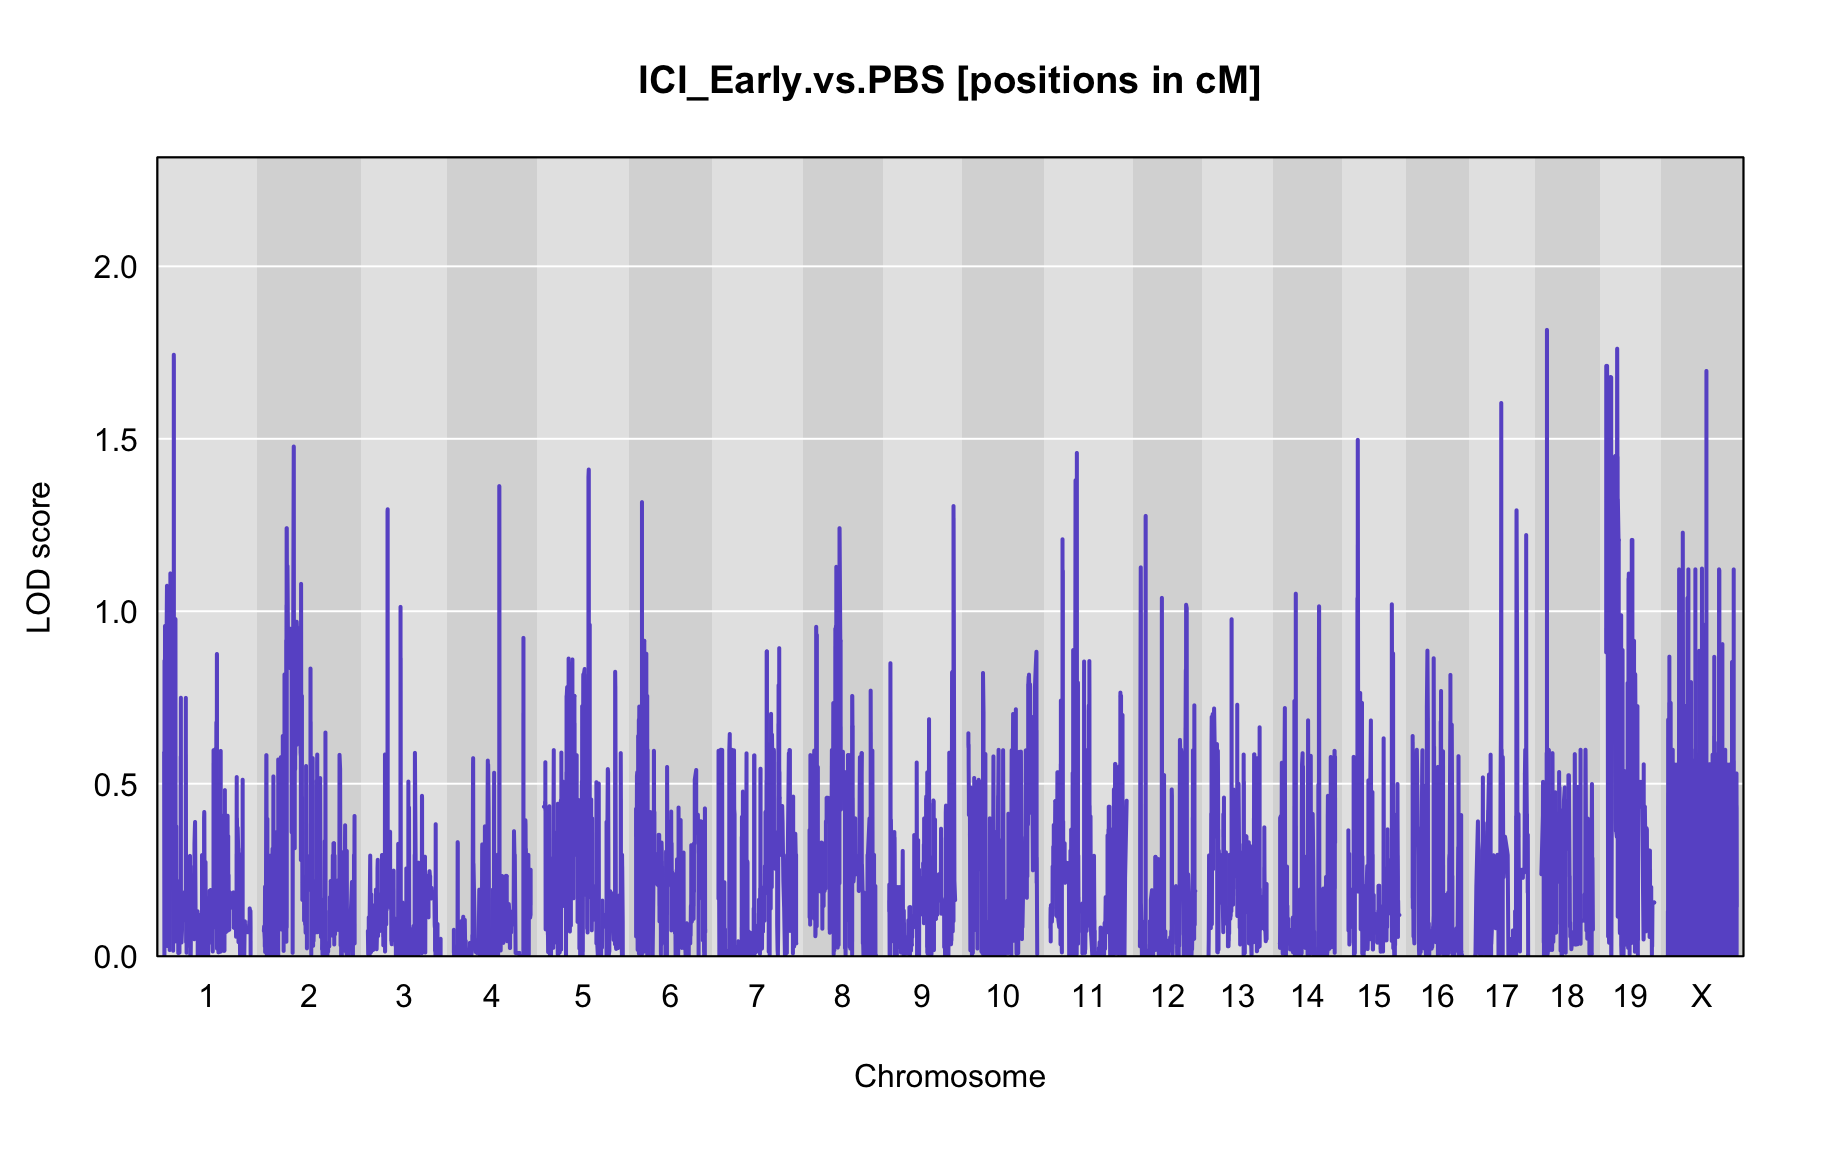 ICI_Early.vs.PBS [positions in cM]
2.0
1.5
1.0
0.5
0.0
LOD score
1 2 3 4 5 6 7 8 9 10 11 12 13 14 15 16 17 18 19 X
Chromosome